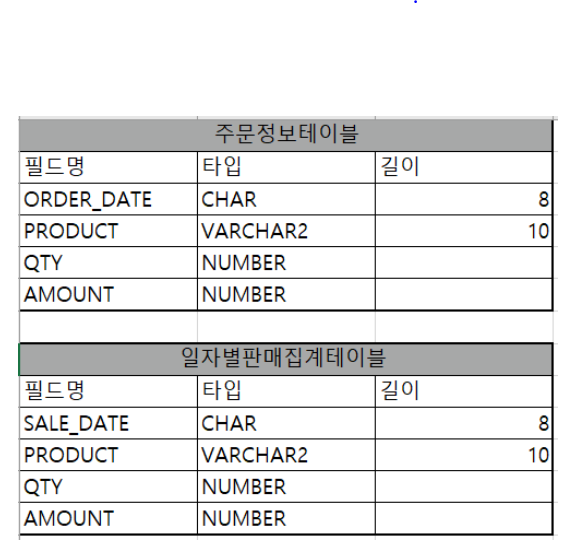 주문정보테이블
필드명 타입 길이
ORDER_DATE CHAR 8
PRODUCT VARCHAR2 10
QTY NUMBER
AMOUNT NUMBER
일자별판매집계테이블
필드명 타입 길이
SALE_DATE CHAR 8
PRODUCT VARCHAR2 10
QTY NUMBER
AMOUNT NUMBER